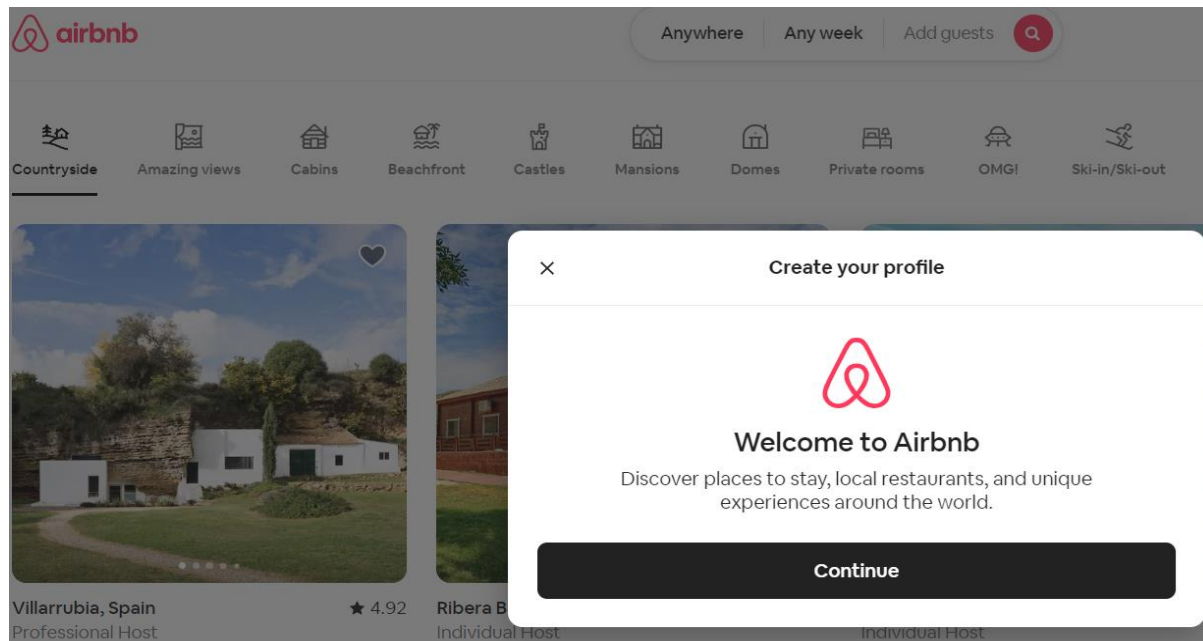 airbnb
Anywhere Any week Add guests
Countryside Amazing views Cabins Beachfront Castles Mansions Domes Private rooms OMG! Ski-in/Ski-out
Create your profile
Welcome to Airbnb
Discover places to stay, local restaurants, and unique
experiences around the world.
Continue
Villarrubia, Spain 4.92 Ribera B
Professional Host Individual Host Individual Host